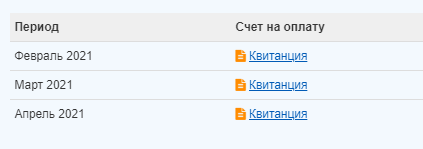 Период Счет на оплату
Февраль 2021 Квитанция
Март 2021 Квитанция
Апрель 2021 Квитанция